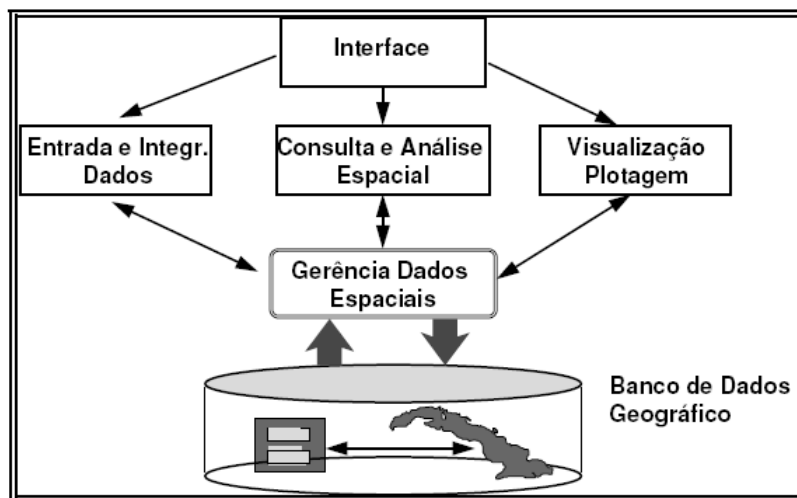 Interface
Entrada e Integr.
Dados
Consulta e Análise
Espacial
Visualização
Plotagem
Gerência Dados
Espaciais
Banco de Dados
Geográfico